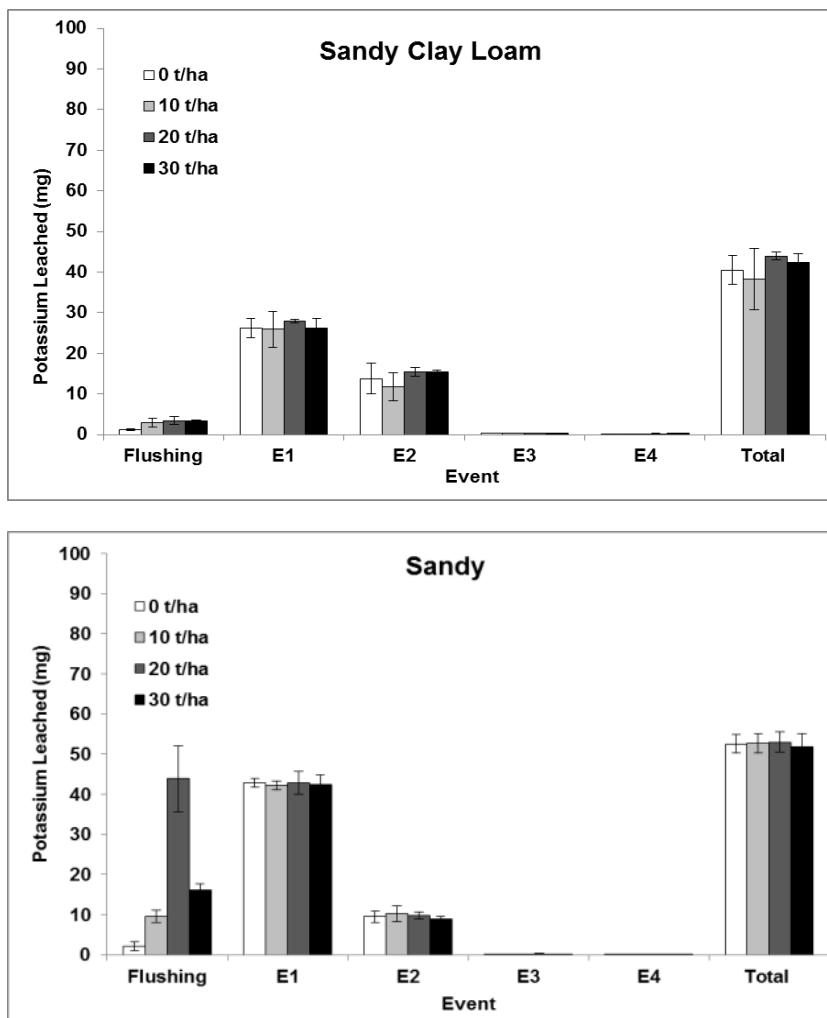 Sandy Clay Loam
0 t/ha
10 t/ha
20 t/ha
30 t/ha
Potassium Leached (mg)
100
90
80
70
60
50
40
30
20
10
0
Flushing E1 E2 E3 E4 Total
Event
Sandy
0 t/ha
10 t/ha
20 t/ha
30 t/ha
Potassium Leached (mg)
100
90
80
70
60
50
40
30
20
10
0
Flushing E1 E2 E3 E4 Total
Event